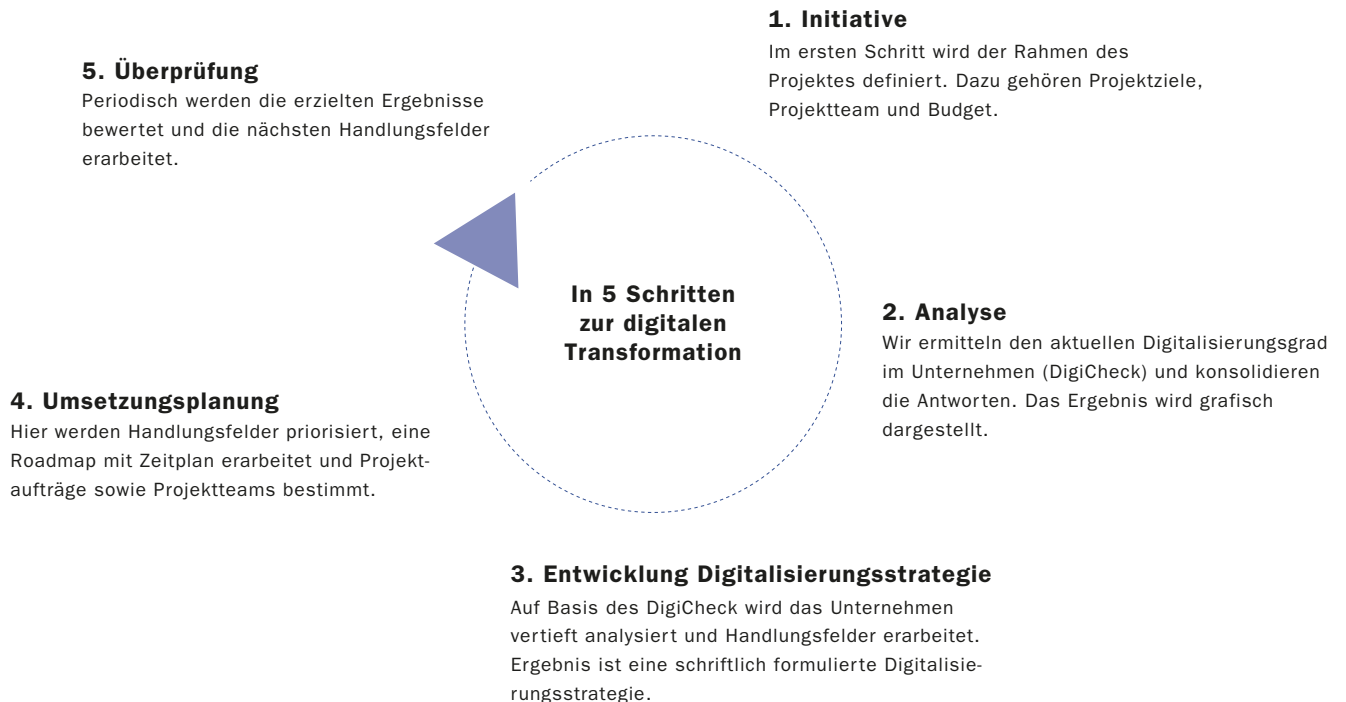 1. Initiative
Im ersten Schritt wird der Rahmen des
Projektes definiert. Dazu gehören Projektziele,
Projektteam und Budget.
2. Analyse
Wir ermitteln den aktuellen Digitalisierungsgrad
im Unternehmen (DigiCheck) und konsolidieren
die Antworten. Das Ergebnis wird grafisch
dargestellt.
3. Entwicklung Digitalisierungsstrategie
Auf Basis des DigiCheck wird das Unternehmen
vertieft analysiert und Handlungsfelder erarbeitet.
Ergebnis ist eine schriftlich formulierte Digitalisie-
rungsstrategie.
4. Umsetzungsplanung
Hier werden Handlungsfelder priorisiert, eine
Roadmap mit Zeitplan erarbeitet und Projekt-
aufträge sowie Projektteams bestimmt.
5. Überprüfung
Periodisch werden die erzielten Ergebnisse
bewertet und die nächsten Handlungsfelder
erarbeitet.
In 5 Schritten
zur digitalen
Transformation